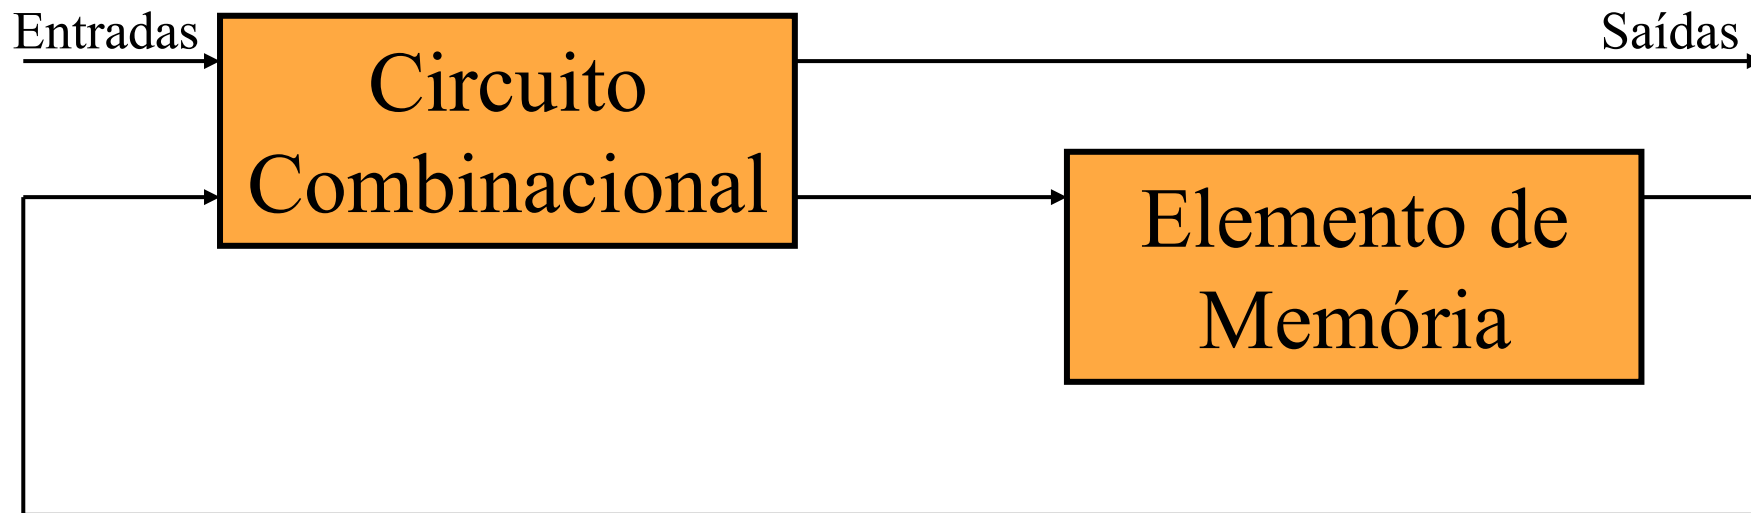 Entradas
Saídas
Circuito
Combinacional
Elemento de
Memória